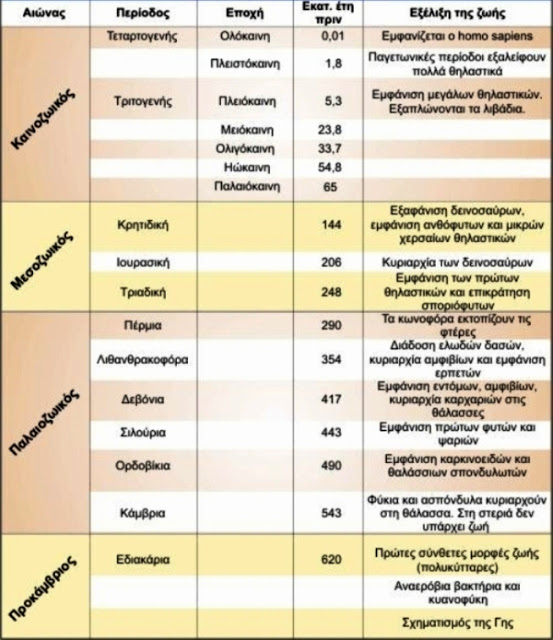 Αιώνας Περίοδος Εποχή Εκατ. έτη πριν Εξέλιξη της ζωής
Καινοζωικός
Τεταρτογενής Ολόκαινη 0,01 Εμφανίζεται ο homo sapiens
Πλειστόκαινη 1,8 Παγετωνικές περίοδοι εξαλείφουν
πολλά θηλαστικά
Τριτογενής Πλειόκαινη 5,3 Εμφάνιση μεγάλων θηλαστικών.
Εξαπλώνονται τα λιβάδια.
Μειόκαινη 23,8
Ολιγόκαινη 33,7
Ηώκαινη 54,8
Παλαιόκαινη 65
Μεσοζωικός
Κρητιδική 144 Εξαφάνιση δεινοσαύρων,
εμφάνιση ανθόφυτων και μικρών
χερσαίων θηλαστικών
Ιουρασική 206 Κυριαρχία των δεινοσαύρων
Τριαδική 248 Εμφάνιση των πρώτων
θηλαστικών και επικράτηση
σποριόφυτων
Παλαιοζωικός
Πέρμια 290 Τα κωνοφόρα εκτοπίζουν τις
φτέρες
Λιθανθρακοφόρα 354 Διάδοση ελωδών δασών,
κυριαρχία αμφιβίων και εμφάνιση
ερπετών
Δεβόνια 417 Εμφάνιση εντόμων, αμφιβίων,
κυριαρχία καρχαριών στις
θάλασσες
Σιλούρια 443 Εμφάνιση πρώτων φυτών και
ψαριών
Ορδοβίκια 490 Εμφάνιση καρκινοειδών και
θαλάσσιων σπονδυλωτών
Κάμβρια 543 Φύκια και ασπόνδυλα κυριαρχούν
στη θάλασσα. Στη στεριά δεν
υπάρχει ζωή
Προκάμβριος
Εδιακάρια 620 Πρώτες σύνθετες μορφές ζωής
(πολυκύτταρες)
Αναερόβια βακτήρια και
κυανοφύκη
Σχηματισμός της Γης